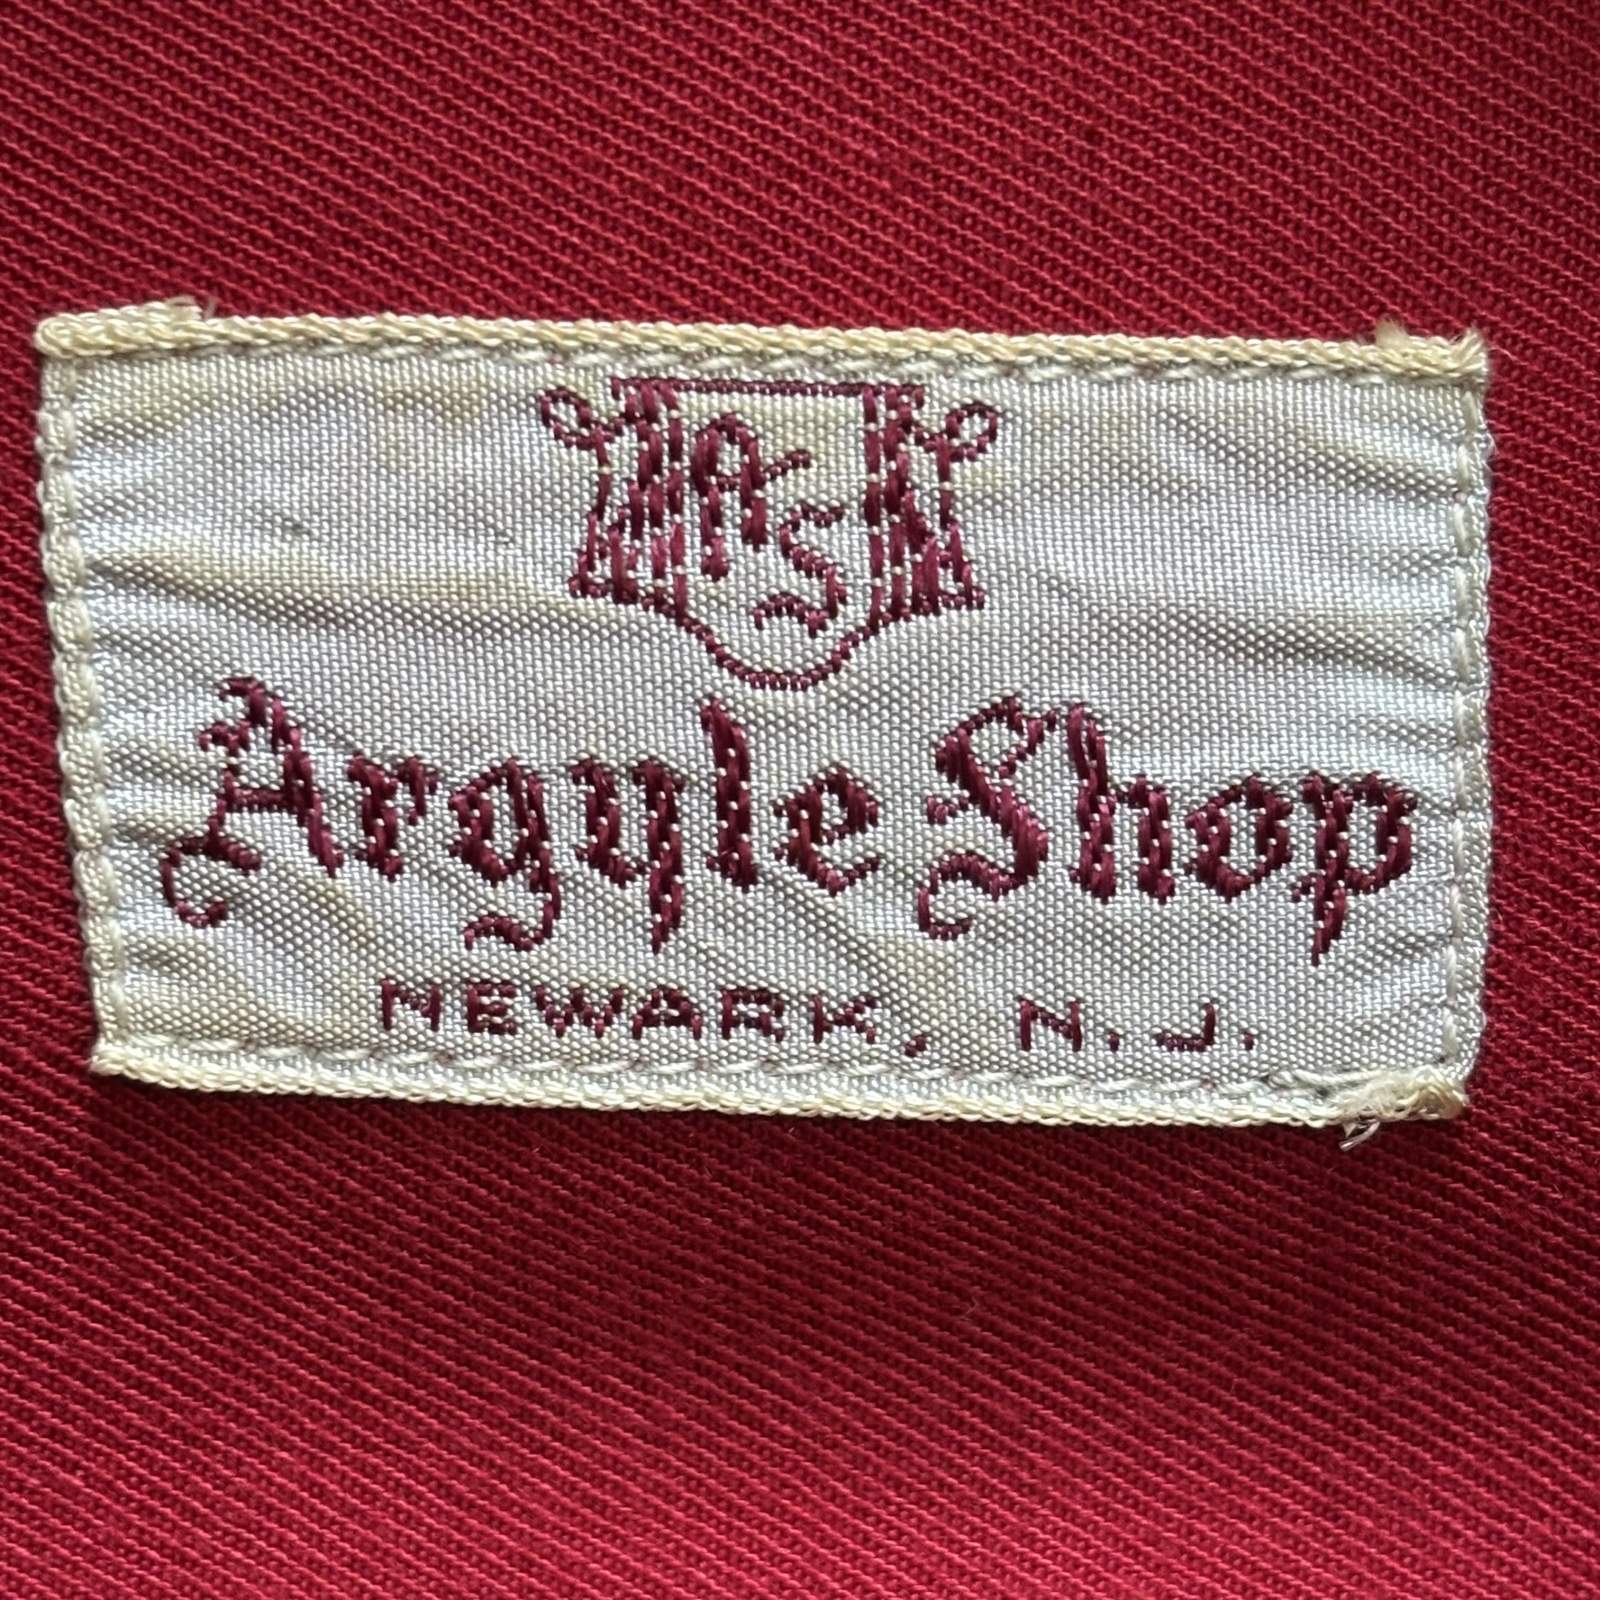 AS
Argyle Shop
NEWARK, N.J.